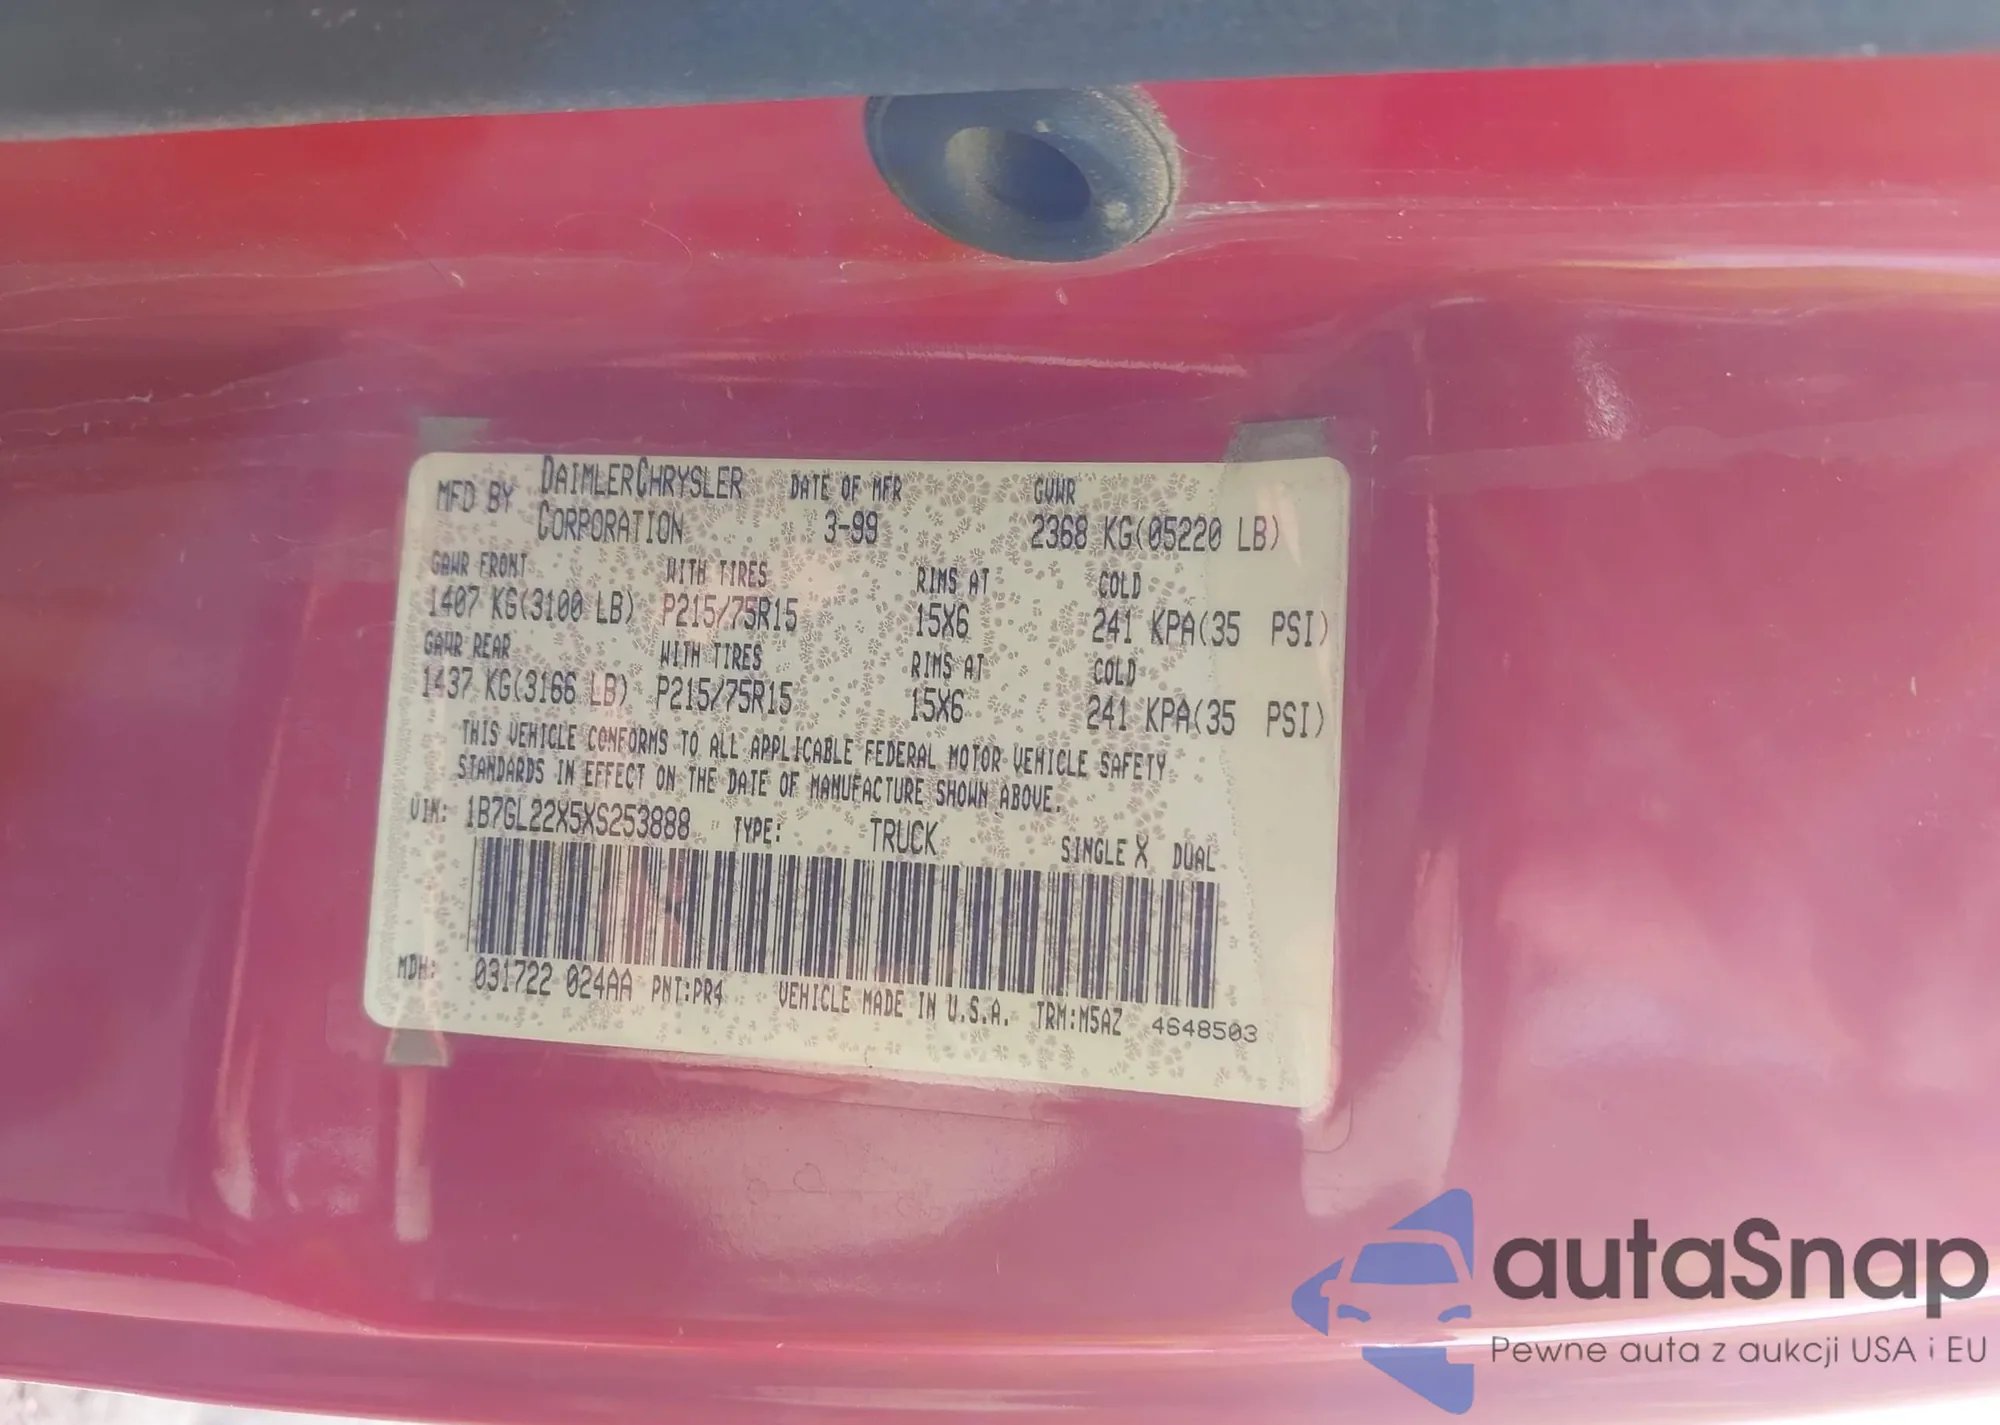 MFD BY DAIMLERCHRYSLER CORPORATION DATE OF MFR 3-99 GVWR 2368 KG(05220 LB)
GAWR FRONT WITH TIRES RIMS AT COLD
1407 KG(3100 LB) P215/75R15 15X6 241 KPA(35 PSI)
GAWR REAR WITH TIRES RIMS AT COLD
1437 KG(3166 LB) P215/75R15 15X6 241 KPA(35 PSI)
THIS VEHICLE CONFORMS TO ALL APPLICABLE FEDERAL MOTOR VEHICLE SAFETY
STANDARDS IN EFFECT ON THE DATE OF MANUFACTURE SHOWN ABOVE.
VIN: 1B7GL22X5XS253888 TYPE: TRUCK SINGLE X DUAL
MDH: 031722 024AA PNT:PR4 VEHICLE MADE IN U.S.A. TRM:M5AZ 4648503
autaSnap
Pewne auta z aukcji USA i EU